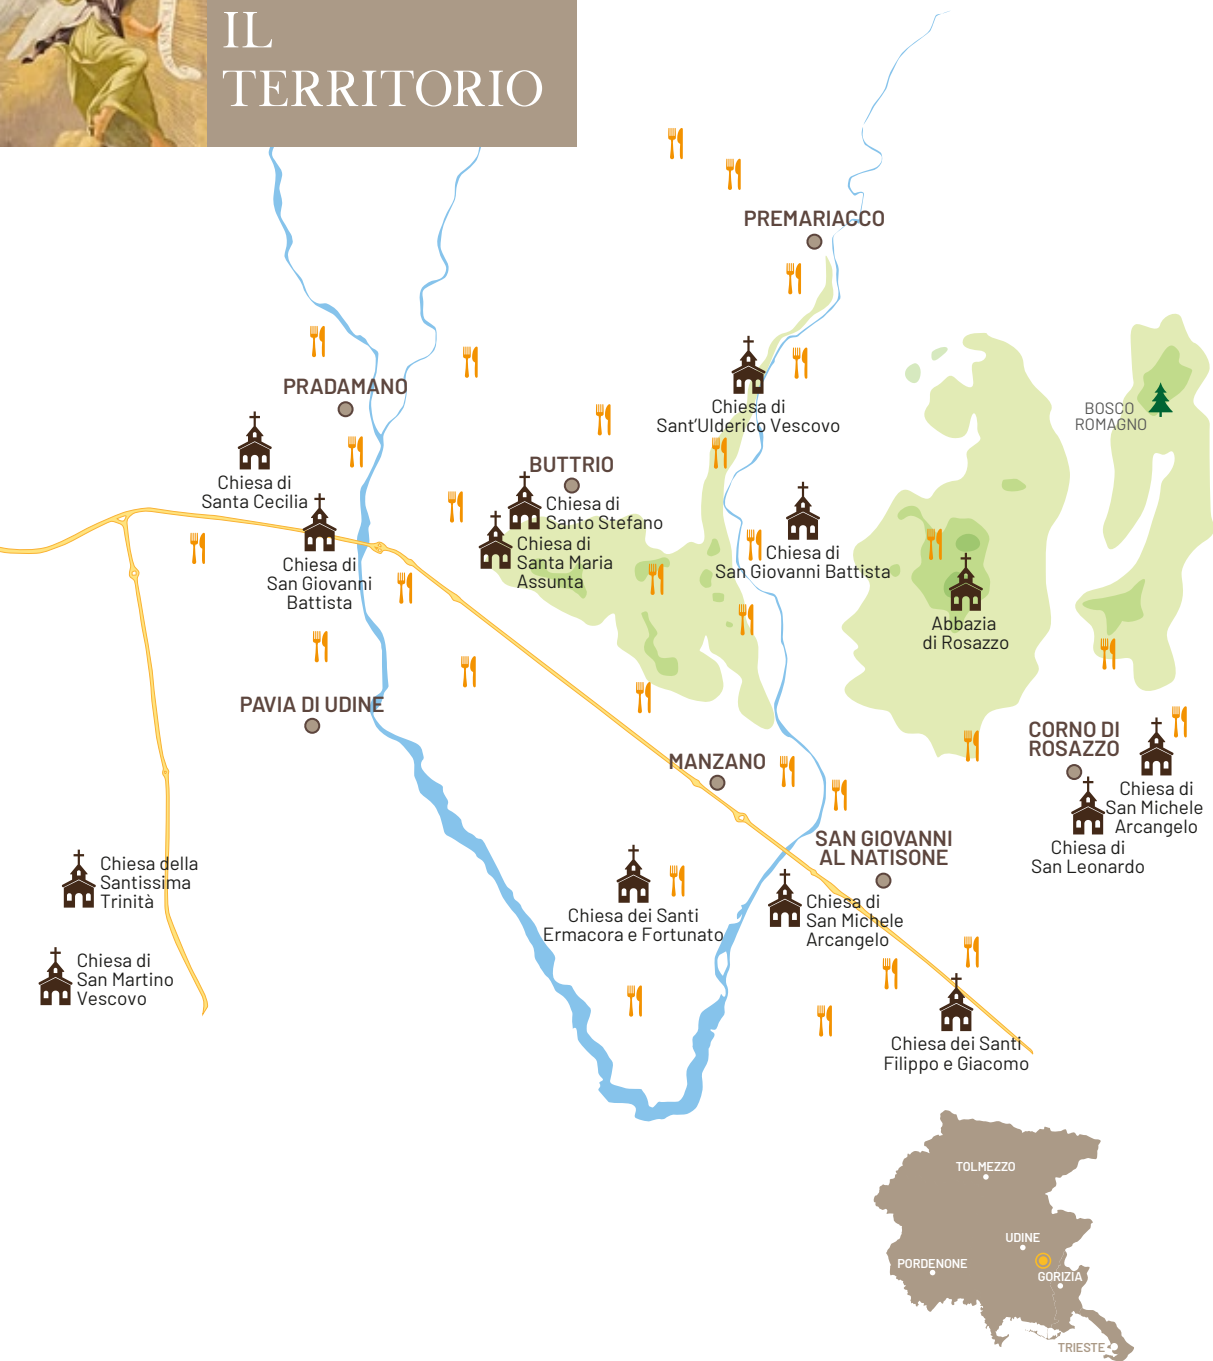 IL
TERRITORIO
PREMARIACCO
PRADAMANO
Chiesa di
Sant'Ulderico Vescovo
BOSCO
ROMAGNO
BUTTRIO
Chiesa di
Santa Cecilia
Chiesa di
Santo Stefano
Chiesa di
Santa Maria
Assunta
Chiesa di
San Giovanni Battista
Chiesa di
San Giovanni
Battista
Abbazia
di Rosazzo
PAVIA DI UDINE
CORNO DI
ROSAZZO
MANZANO
Chiesa di
San Michele
Arcangelo
Chiesa di
San Leonardo
SAN GIOVANNI
AL NATISONE
Chiesa della
Santissima
Trinità
Chiesa dei Santi
Ermacora e Fortunato
Chiesa di
San Michele
Arcangelo
Chiesa di
San Martino
Vescovo
Chiesa dei Santi
Filippo e Giacomo
TOLMEZZO
UDINE
PORDENONE
GORIZIA
TRIESTE